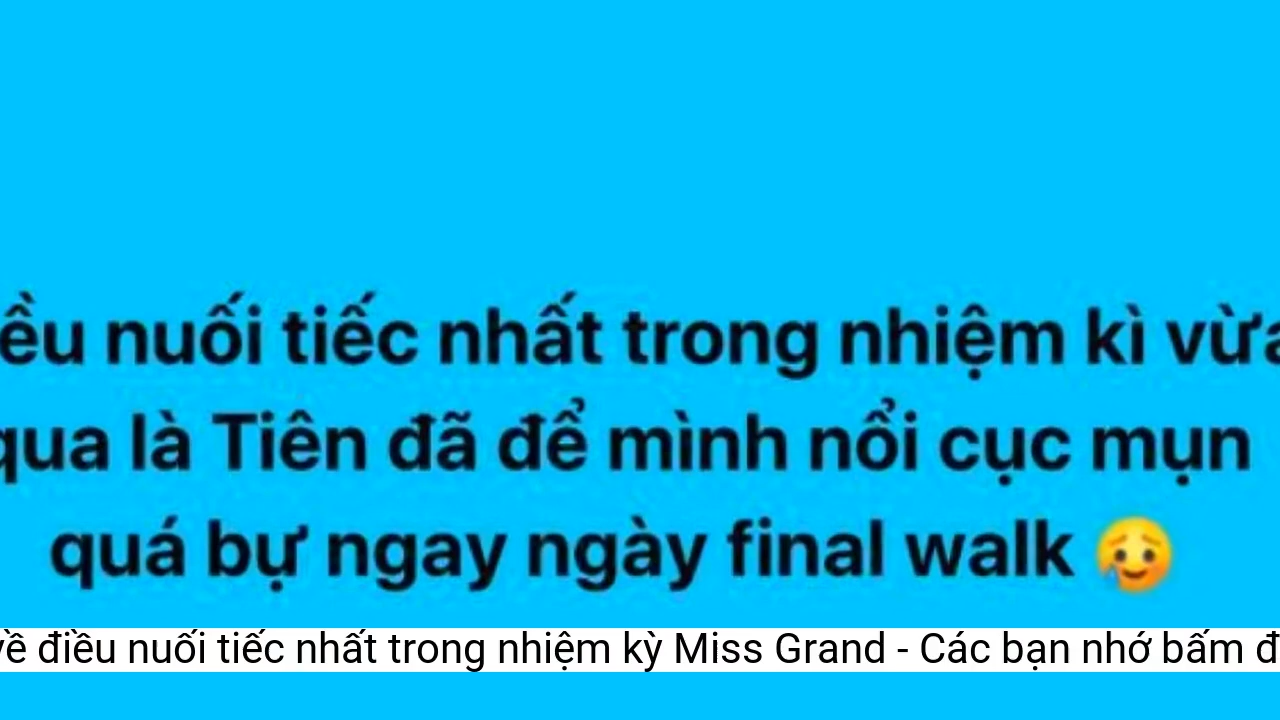 ều nuối tiếc nhất trong nhiệm kì vừa
qua là Tiên đã để mình nổi cục mụn
quá bự ngay ngày final walk 🥲
về điều nuối tiếc nhất trong nhiệm kỳ Miss Grand - Các bạn nhớ bấm đ